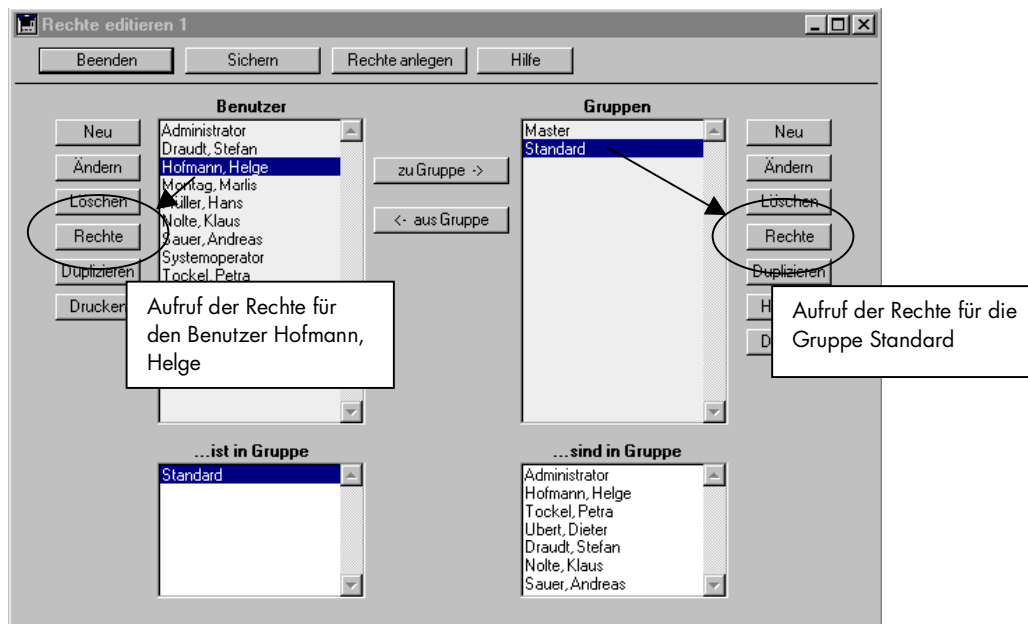 Rechte editieren 1
Beenden Sichern Rechte anlegen Hilfe
Benutzer
Neu
Ändern
Löschen
Rechte
Duplizieren
Drucken
Administrator
Draudt, Stefan
Hofmann, Helge
Montag, Marlis
Müller, Hans
Nolte, Klaus
Sauer, Andreas
Systemoperator
Tockel, Petra
zu Gruppe ->
<- aus Gruppe
Gruppen
Master
Standard
Neu
Ändern
Löschen
Rechte
Duplizieren
H
D
Aufruf der Rechte für
den Benutzer Hofmann,
Helge
Aufruf der Rechte für die
Gruppe Standard
...ist in Gruppe
Standard
...sind in Gruppe
Administrator
Hofmann, Helge
Tockel, Petra
Ubert, Dieter
Draudt, Stefan
Nolte, Klaus
Sauer, Andreas